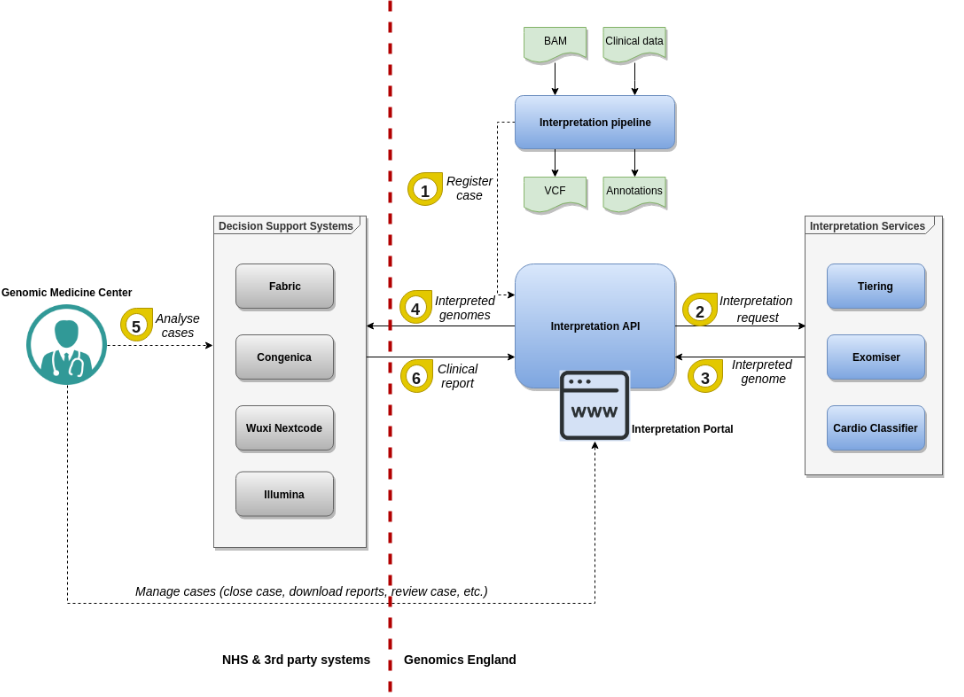 BAM
Clinical data
Interpretation pipeline
1
Register
case
VCF
Annotations
Decision Support Systems
Fabric
Congenica
Wuxi Nextcode
Illumina
Genomic Medicine Center
5
Analyse
cases
4
Interpreted
genomes
6
Clinical
report
Interpretation API
www
Interpretation Portal
2
Interpretation
request
3
Interpreted
genome
Interpretation Services
Tiering
Exomiser
Cardio Classifier
Manage cases (close case, download reports, review case, etc.)
NHS & 3rd party systems
Genomics England